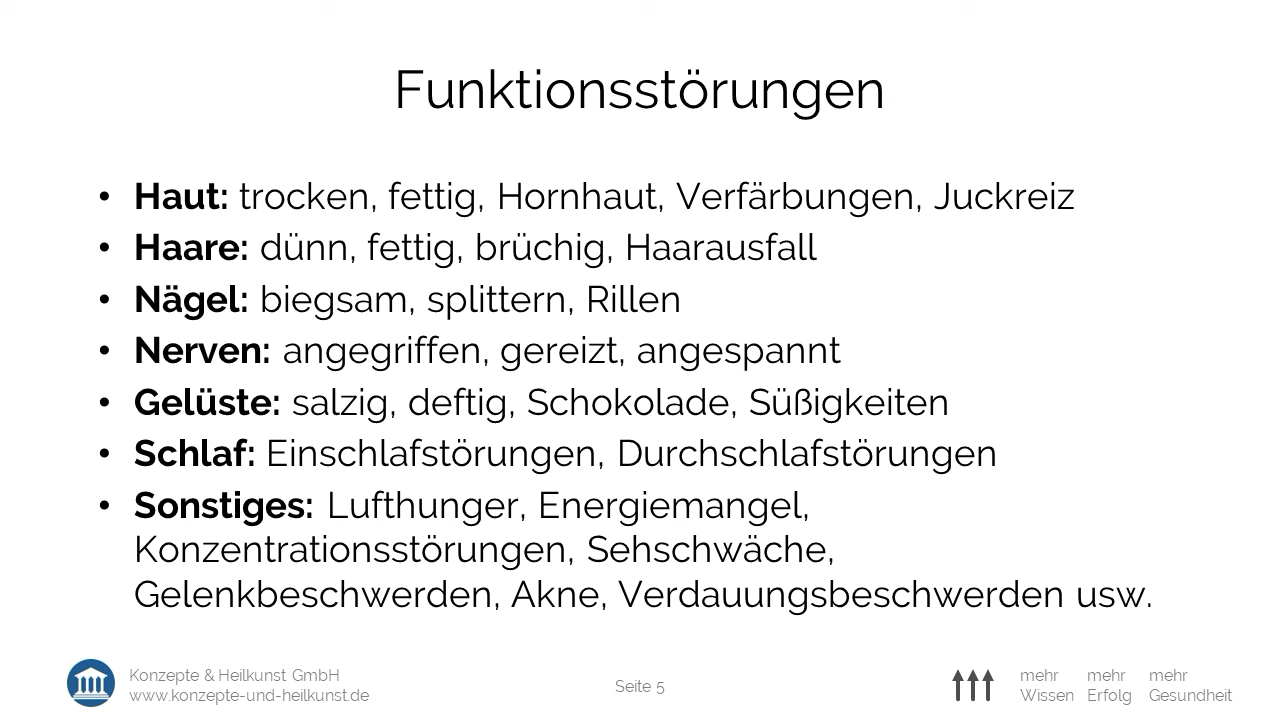 Funktionsstörungen
• Haut: trocken, fettig, Hornhaut, Verfärbungen, Juckreiz
• Haare: dünn, fettig, brüchig, Haarausfall
• Nägel: biegsam, splittern, Rillen
• Nerven: angegriffen, gereizt, angespannt
• Gelüste: salzig, deftig, Schokolade, Süßigkeiten
• Schlaf: Einschlafstörungen, Durchschlafstörungen
• Sonstiges: Lufthunger, Energiemangel,
Konzentrationsstörungen, Sehschwäche,
Gelenkbeschwerden, Akne, Verdauungsbeschwerden usw.
Konzepte & Heilkunst GmbH
www.konzepte-und-heilkunst.de
Seite 5
mehr mehr mehr
Wissen Erfolg Gesundheit